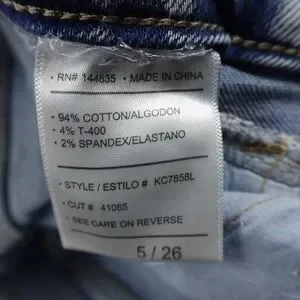 • RN# 144635 • MADE IN CHINA
• 94% COTTON/ALGODON
• 4% T-400
• 2% SPANDEX/ELASTANO
• STYLE / ESTILO # KC7858L
• CUT # 41065
• SEE CARE ON REVERSE
5 / 26